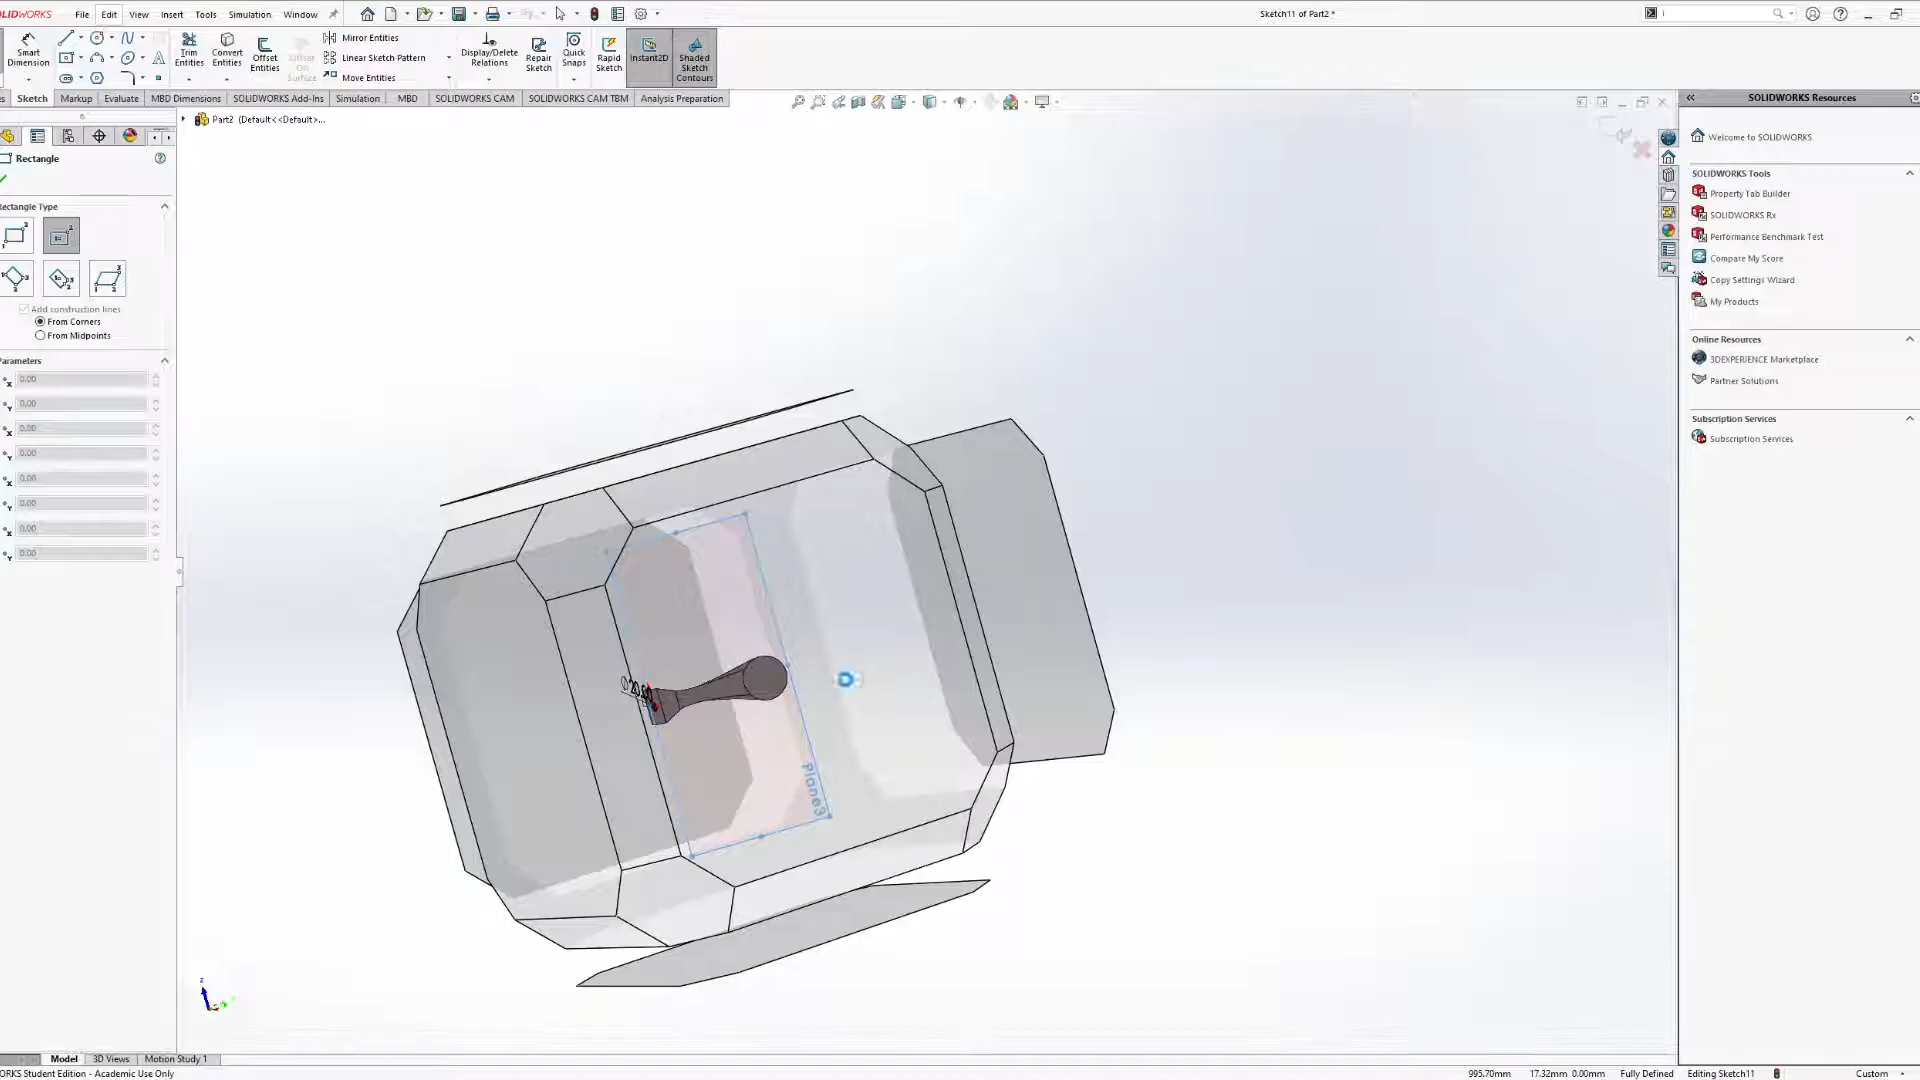 SOLIDWORKS File Edit View Insert Tools Simulation Window Sketch11 of Part2 *
Smart Dimension
Trim Entities
Convert Entities
Offset Entities
Offset On Surface
Mirror Entities
Linear Sketch Pattern
Move Entities
Display/Delete Relations
Repair Sketch
Quick Snaps
Rapid Sketch
Instant2D
Shaded Sketch Contours
Sketch Markup Evaluate MBD Dimensions SOLIDWORKS Add-Ins Simulation MBD SOLIDWORKS CAM SOLIDWORKS CAM TBM Analysis Preparation
Part2 (Default<<Default>...
Rectangle
Rectangle Type
Add construction lines
From Corners
From Midpoints
Parameters
0.00
0.00
0.00
0.00
0.00
0.00
0.00
0.00
Plane3
z
SOLIDWORKS Resources
Welcome to SOLIDWORKS
SOLIDWORKS Tools
Property Tab Builder
SOLIDWORKS Rx
Performance Benchmark Test
Compare My Score
Copy Settings Wizard
My Products
Online Resources
3DEXPERIENCE Marketplace
Partner Solutions
Subscription Services
Subscription Services
Model 3D Views Motion Study 1
ORKS Student Edition - Academic Use Only
995.70mm 17.32mm 0.00mm Fully Defined Editing Sketch11 Custom